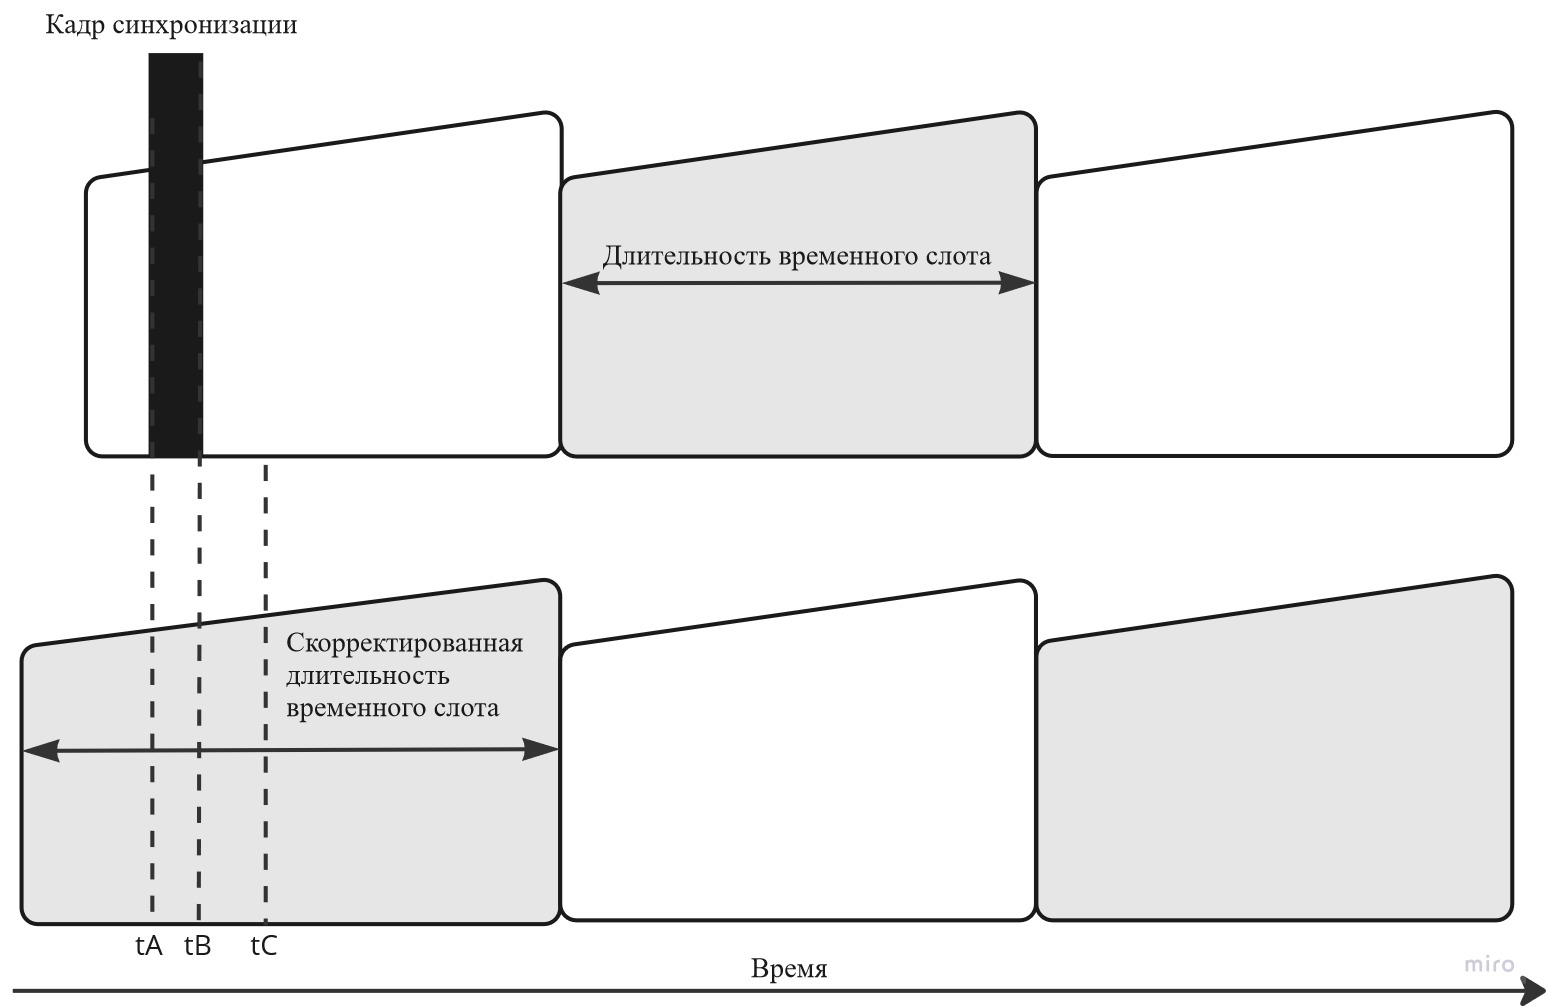 Кадр синхронизации
Длительность временного слота
Скорректированная
длительность
временного слота
tA tB tC
Время
miro